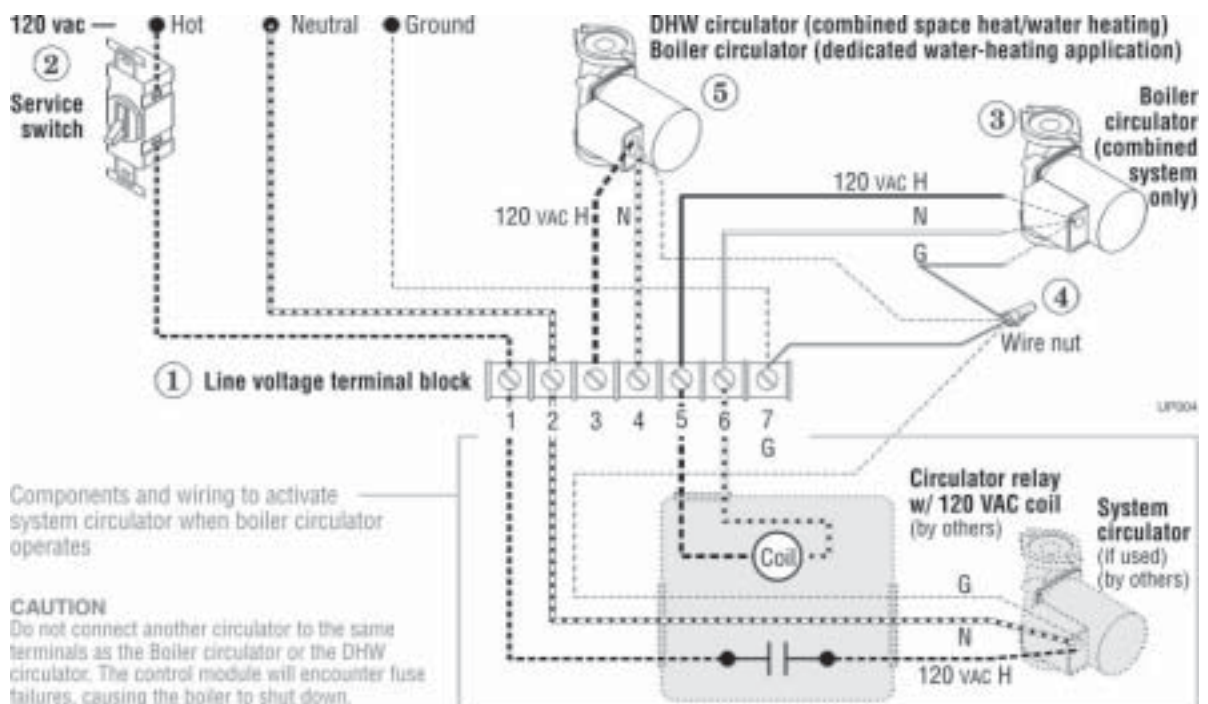 120 vac — Hot Neutral Ground
② Service switch
DHW circulator (combined space heat/water heating)
Boiler circulator (dedicated water-heating application)
⑤
③
Boiler
circulator
(combined
system
only)
120 VAC H N
120 VAC H
N
G
④
Wire nut
① Line voltage terminal block
1 2 3 4 5 6 7
G
UP004
Components and wiring to activate
system circulator when boiler circulator
operates
Circulator relay
w/ 120 VAC coil
(by others)
System
circulator
(if used)
(by others)
Coil
G
N
120 VAC H
CAUTION
Do not connect another circulator to the same
terminals as the Boiler circulator or the DHW
circulator. The control module will encounter fuse
failures, causing the boiler to shut down.